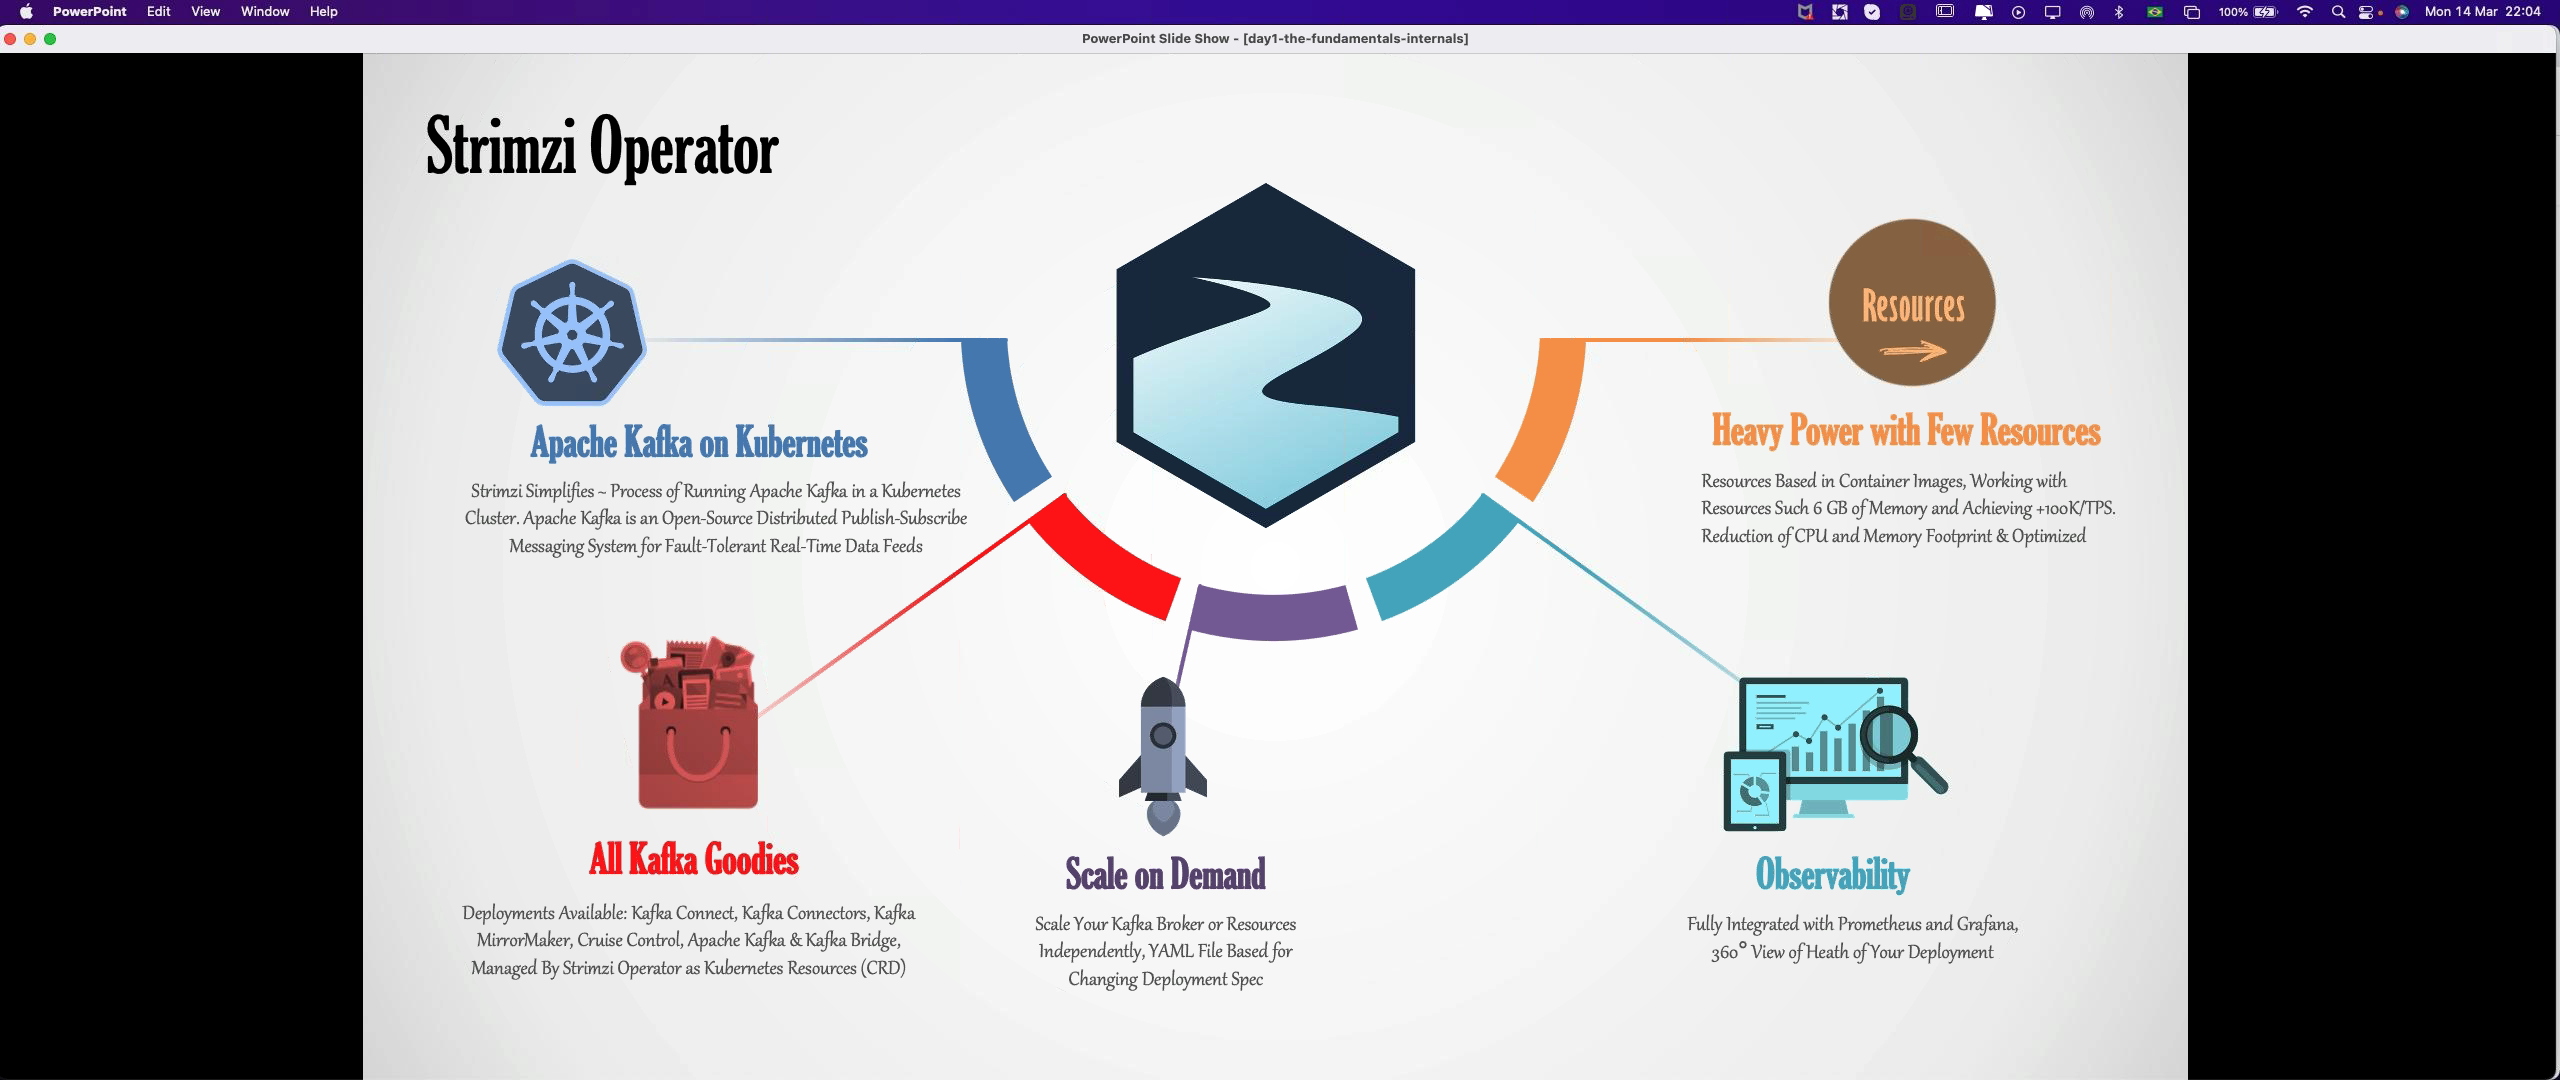 PowerPoint Edit View Window Help
100% Mon 14 Mar 22:04
PowerPoint Slide Show - [day1-the-fundamentals-internals]
Strimzi Operator
Apache Kafka on Kubernetes
Strimzi Simplifies ~ Process of Running Apache Kafka in a Kubernetes
Cluster. Apache Kafka is an Open-Source Distributed Publish-Subscribe
Messaging System for Fault-Tolerant Real-Time Data Feeds
Resources
Heavy Power with Few Resources
Resources Based in Container Images, Working with
Resources Such 6 GB of Memory and Achieving +100K/TPS.
Reduction of CPU and Memory Footprint & Optimized
All Kafka Goodies
Deployments Available: Kafka Connect, Kafka Connectors, Kafka
MirrorMaker, Cruise Control, Apache Kafka & Kafka Bridge,
Managed By Strimzi Operator as Kubernetes Resources (CRD)
Scale on Demand
Scale Your Kafka Broker or Resources
Independently, YAML File Based for
Changing Deployment Spec
Observability
Fully Integrated with Prometheus and Grafana,
360° View of Heath of Your Deployment